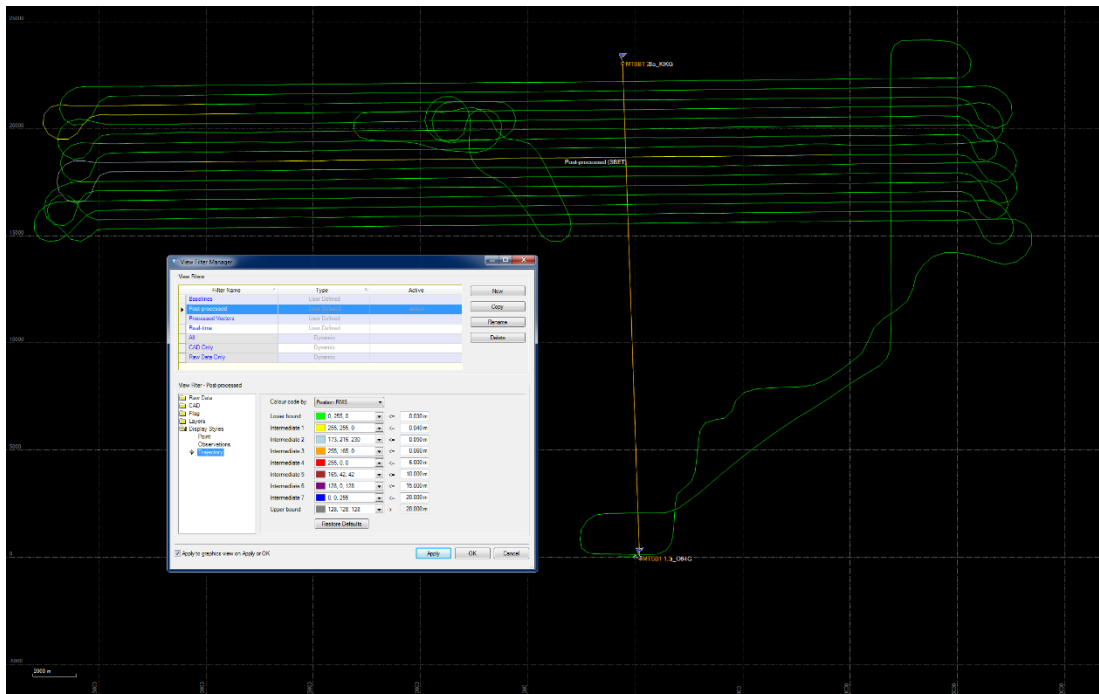 25000
20000
15000
10000
5000
0
-5000
Post-processed (SBET)
View Filter Manager
View Filters
Filter Name Type Active
Baselines User Defined
Post-processed User Defined Active
Processed Vectors User Defined
Real-time User Defined
All Dynamic
CAD Only Dynamic
Raw Data Only Dynamic
New
Copy
Rename
Delete
View Filter - Post-processed
Raw Data
CAD
Flag
Layers
Display Styles
Point
Observations
Trajectory
Colour code by: Position RMS
Lower bound 0, 255, 0 <= 0.030 m
Intermediate 1 255, 255, 0 <= 0.040 m
Intermediate 2 173, 216, 230 <= 0.050 m
Intermediate 3 255, 165, 0 <=
Intermediate 4 255, 0, 0 <=
Intermediate 5 165, 42, 42 <= 10.000 m
Intermediate 6 128, 0, 128 <= 15.000 m
Intermediate 7 0, 0, 255 <= 20.000 m
Upper bound 128, 128, 128 > 20.000 m
Restore Defaults
Apply to graphics view on Apply or OK
Apply OK Cancel